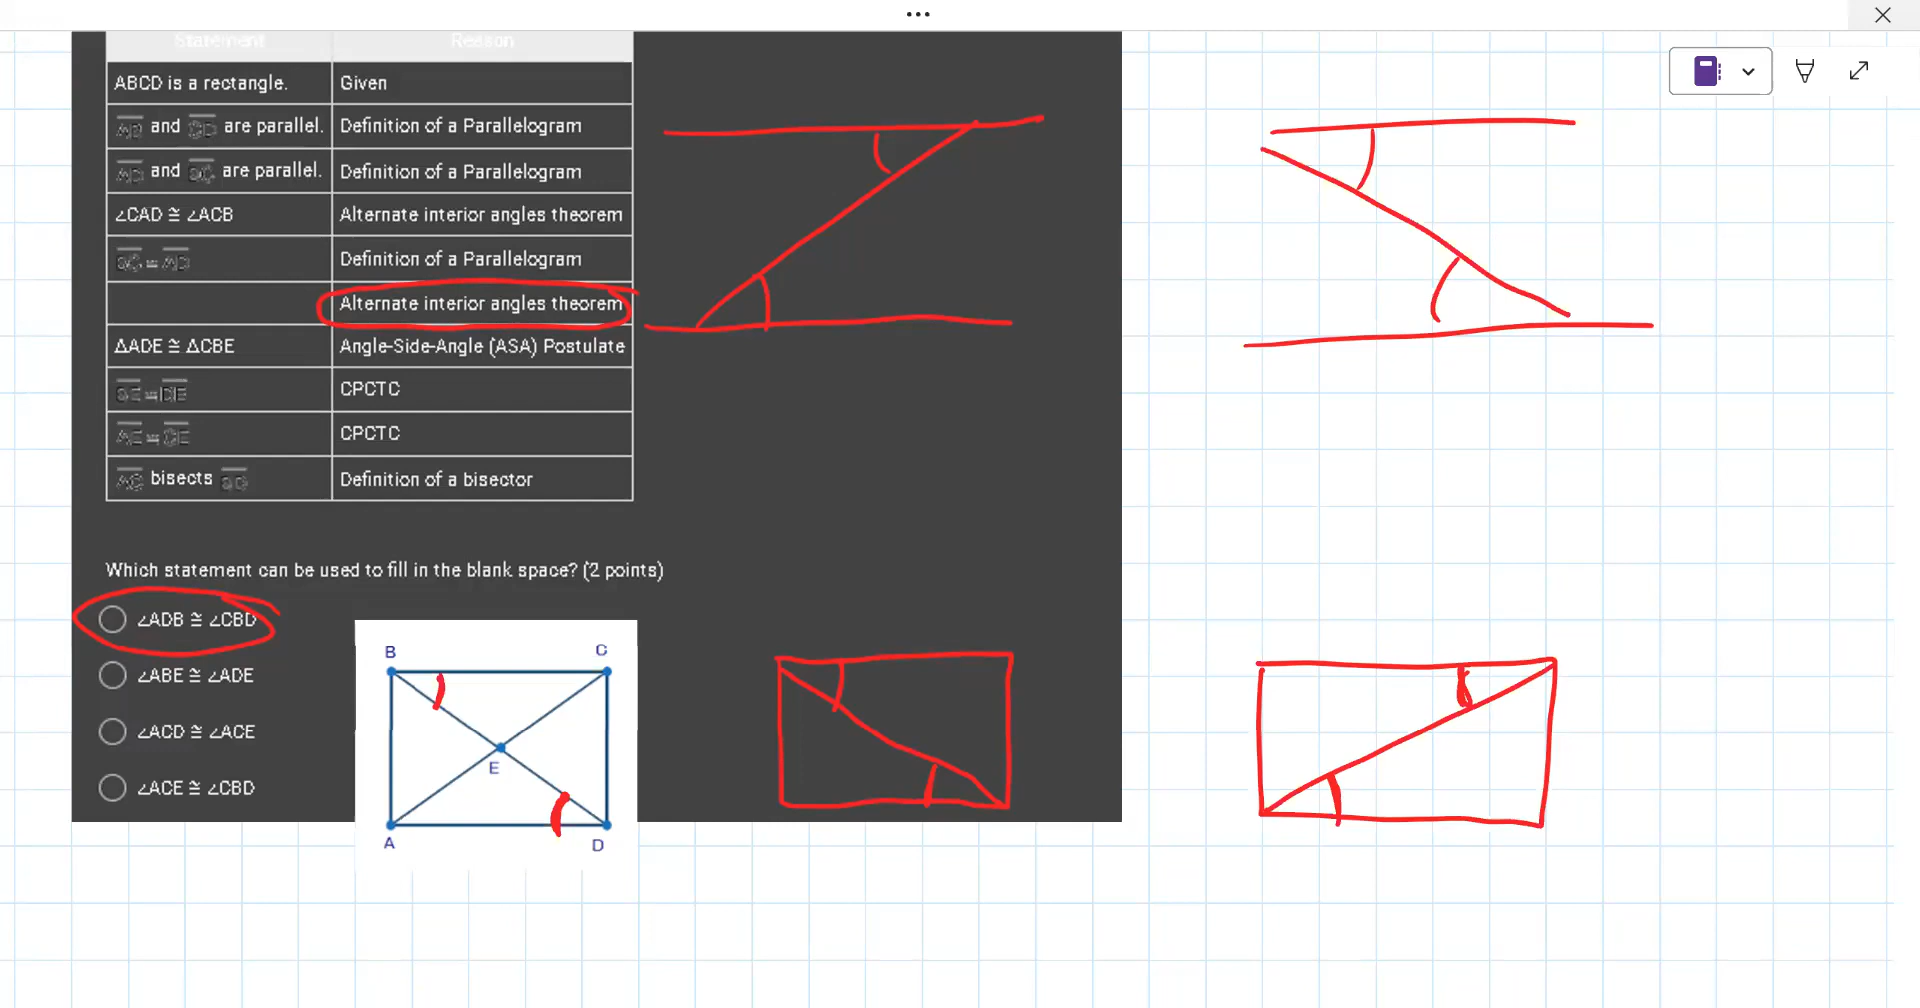 Statement Reason
ABCD is a rectangle. Given
and are parallel. Definition of a Parallelogram
and are parallel. Definition of a Parallelogram
∠CAD ≅ ∠ACB Alternate interior angles theorem
Definition of a Parallelogram
Alternate interior angles theorem
ΔADE ≅ ΔCBE Angle-Side-Angle (ASA) Postulate
CPCTC
CPCTC
bisects Definition of a bisector
Which statement can be used to fill in the blank space? (2 points)
∠ADB ≅ ∠CBD
∠ABE ≅ ∠ADE
∠ACD ≅ ∠ACE
∠ACE ≅ ∠CBD
B C
E
A D